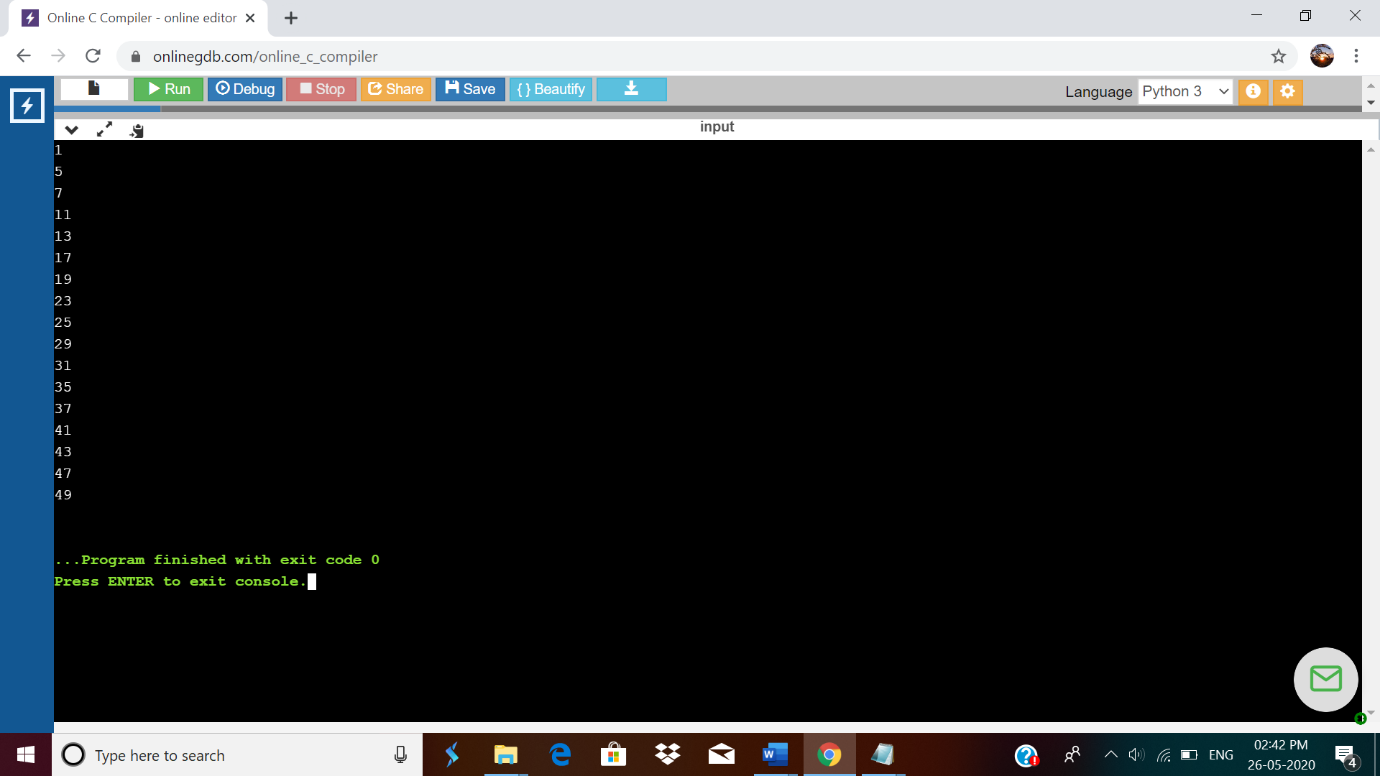 Online C Compiler - online editor
onlinegdb.com/online_c_compiler
Run Debug Stop Share Save { } Beautify Language Python 3
input
1
5
7
11
13
17
19
23
25
29
31
35
37
41
43
47
49
...Program finished with exit code 0
Press ENTER to exit console.
Type here to search
ENG
02:42 PM
26-05-2020
4